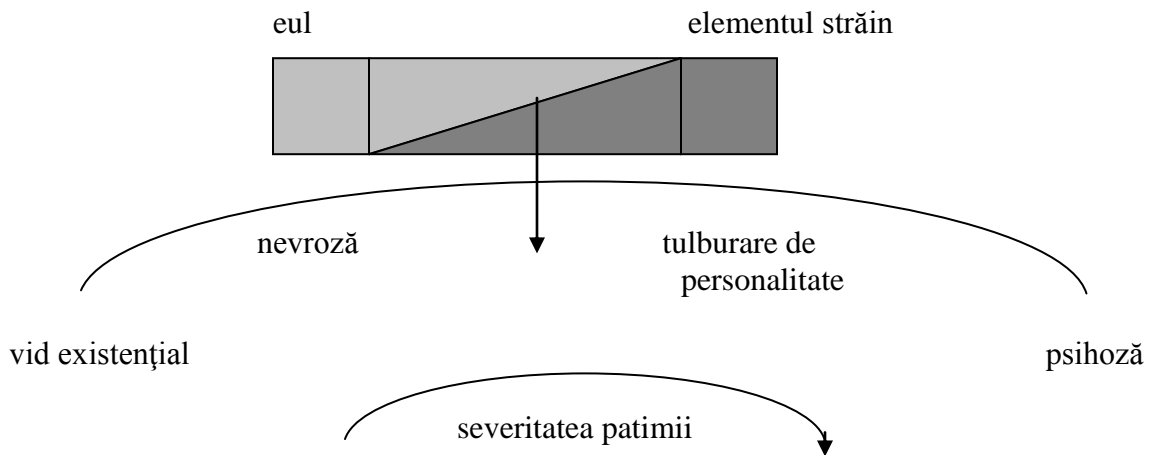 eul
elementul străin
nevroză
tulburare de
personalitate
vid existenţial
psihoză
severitatea patimii